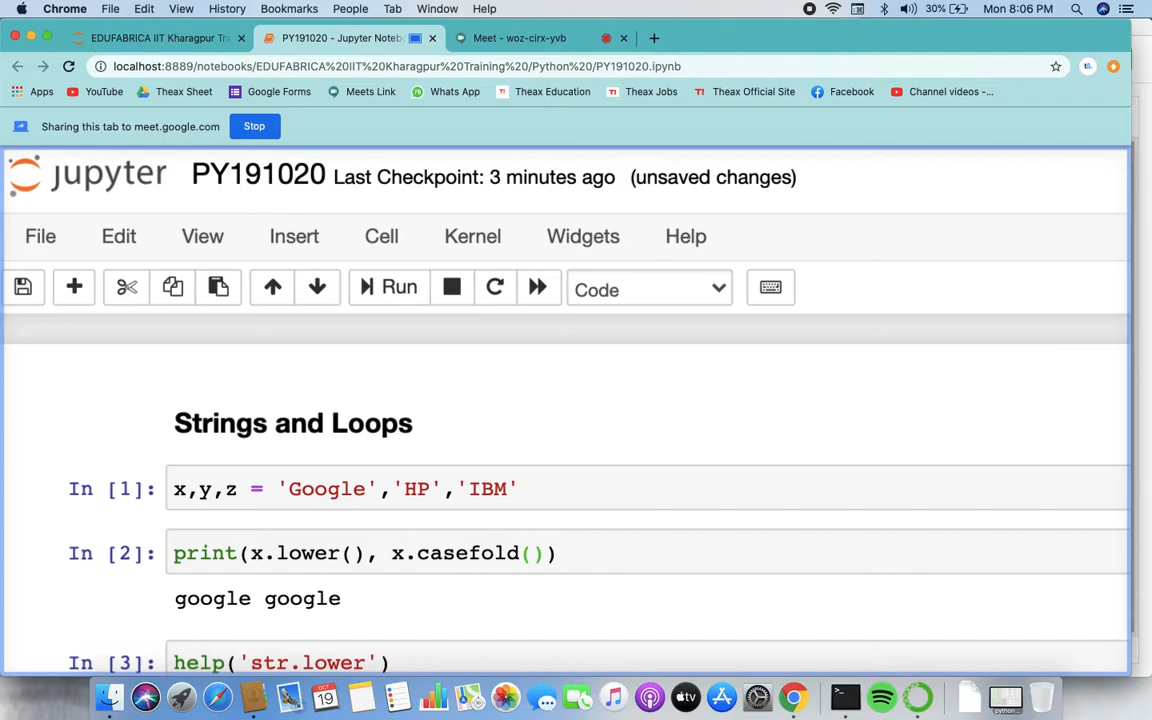 Chrome File Edit View History Bookmarks People Tab Window Help 30% Mon 8:06 PM
EDUFABRICA IIT Kharagpur Tra PY191020 - Jupyter Noteb Meet - woz-cirx-yvb
localhost:8889/notebooks/EDUFABRICA%20IIT%20Kharagpur%20Training%20/Python%20/PY191020.ipynb
Apps YouTube Theax Sheet Google Forms Meets Link Whats App Theax Education Theax Jobs Theax Official Site Facebook Channel videos -...
Sharing this tab to meet.google.com Stop
jupyter PY191020 Last Checkpoint: 3 minutes ago (unsaved changes)
File Edit View Insert Cell Kernel Widgets Help
Run Code
Strings and Loops
In [1]: x,y,z = 'Google','HP','IBM'
In [2]: print(x.lower(), x.casefold())
google google
In [3]: help('str.lower')
OCT 19